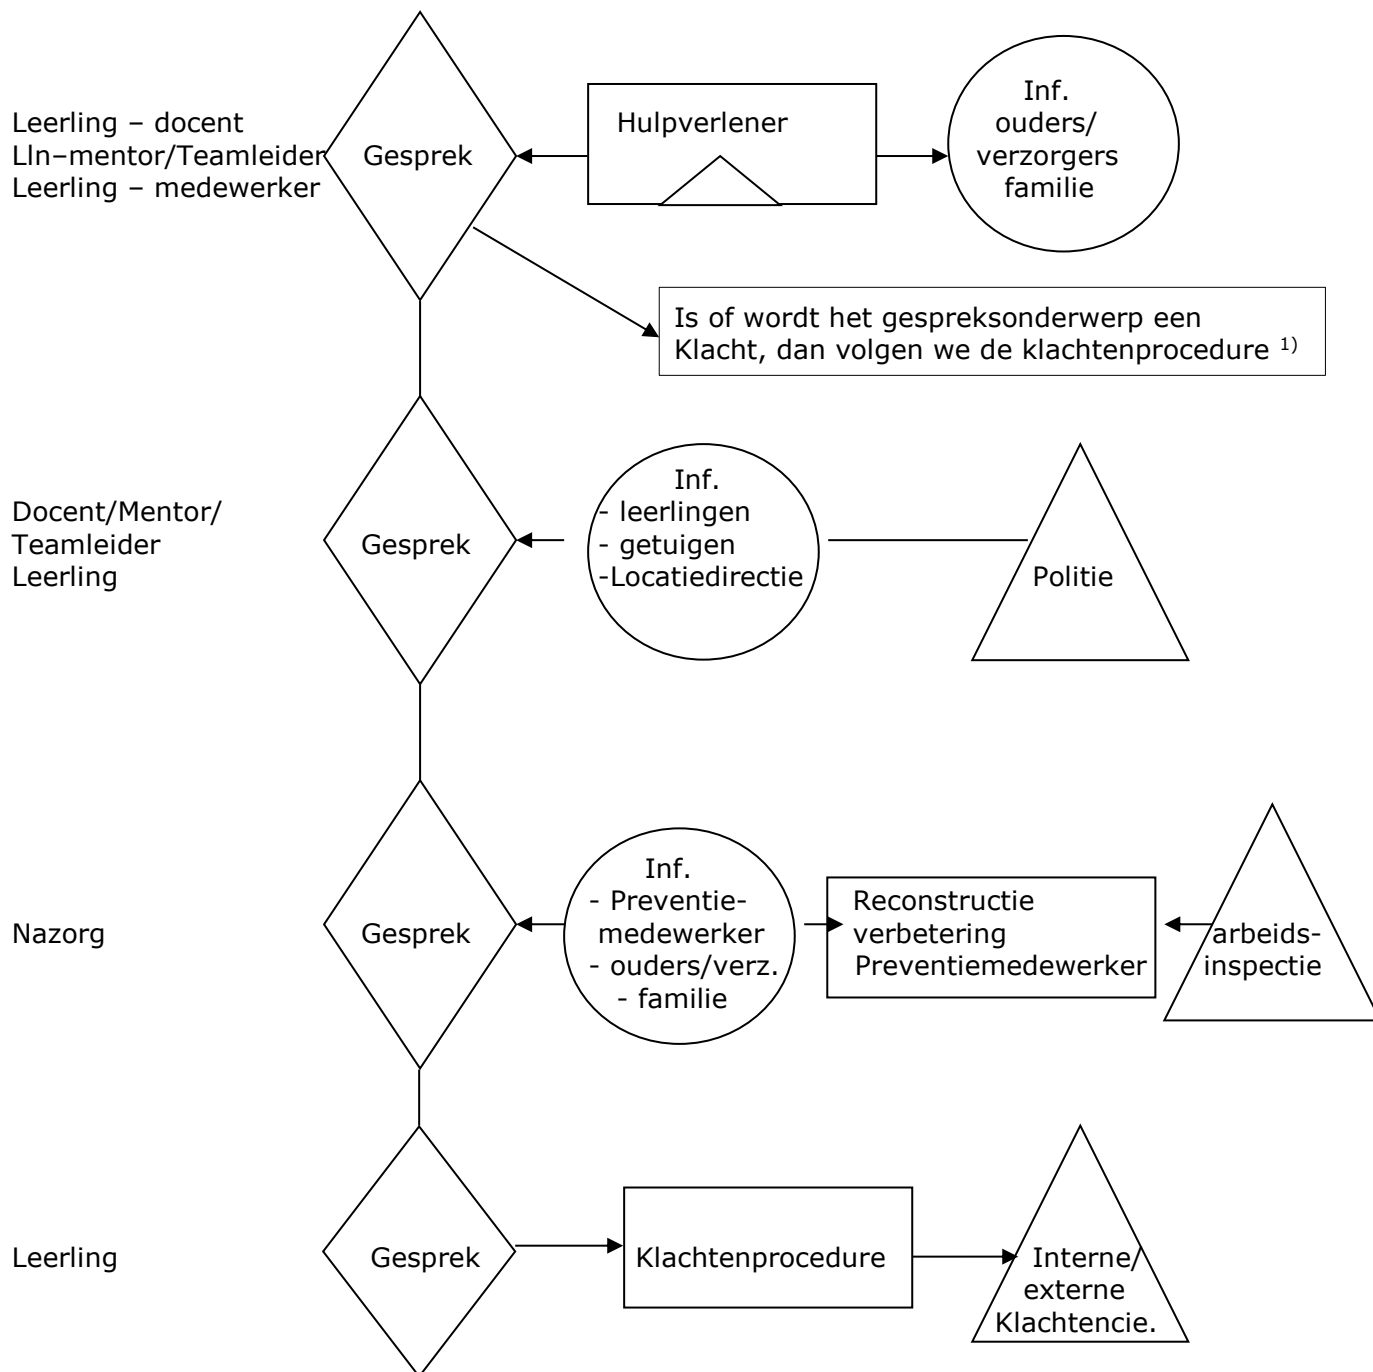 Leerling – docent
Lln–mentor/Teamleider
Leerling – medewerker
Gesprek
Hulpverlener
Inf.
ouders/
verzorgers
familie
Is of wordt het gespreksonderwerp een
Klacht, dan volgen we de klachtenprocedure 1)
Docent/Mentor/
Teamleider
Leerling
Gesprek
Inf.
- leerlingen
- getuigen
-Locatiedirectie
Politie
Nazorg
Gesprek
Inf.
- Preventie-
medewerker
- ouders/verz.
- familie
Reconstructie
verbetering
Preventiemedewerker
arbeids-
inspectie
Leerling
Gesprek
Klachtenprocedure
Interne/
externe
Klachtencie.